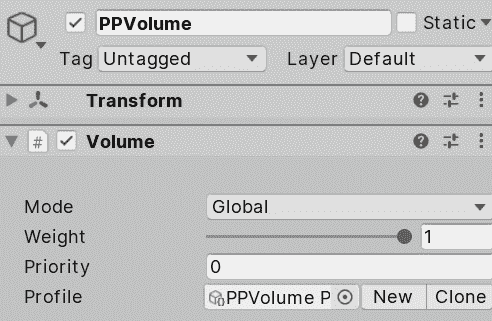 PPVolume Static
Tag Untagged Layer Default
Transform
# Volume
Mode Global
Weight 1
Priority 0
Profile PPVolume P New Clone